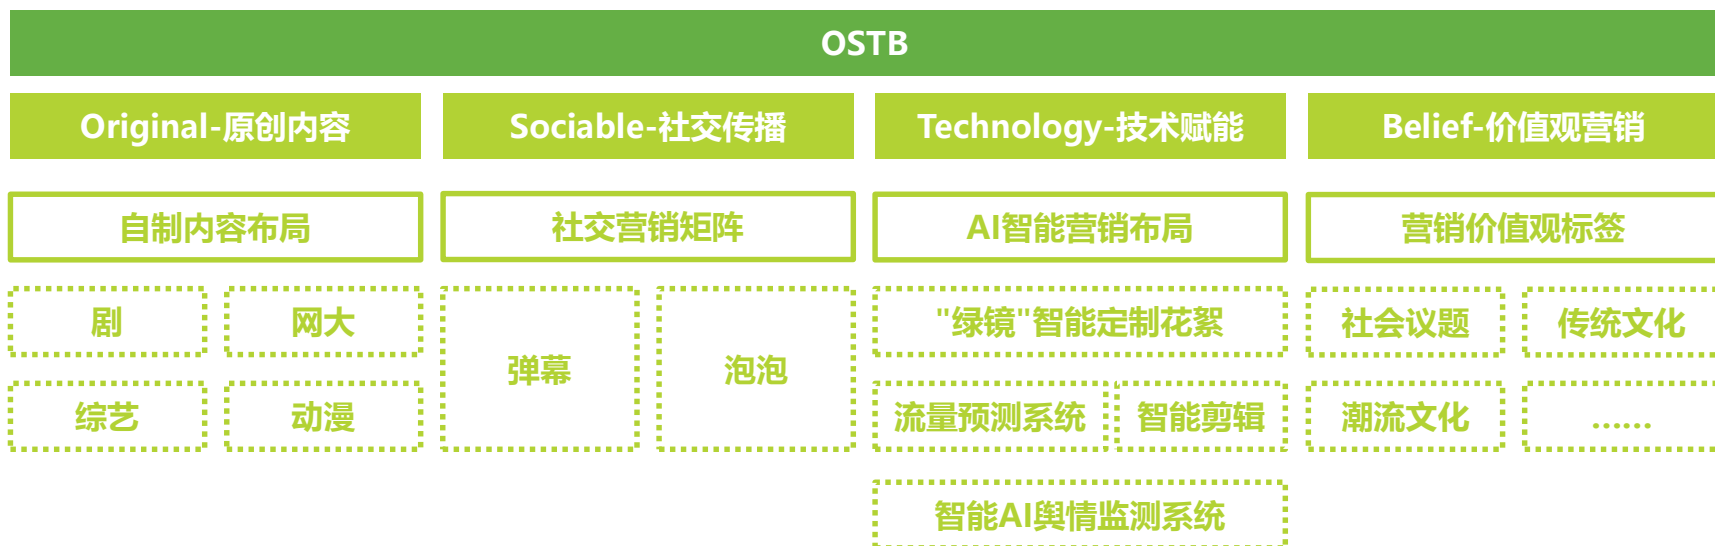 OSTB
Original-原创内容
Sociable-社交传播
Technology-技术赋能
Belief-价值观营销
自制内容布局
社交营销矩阵
AI智能营销布局
营销价值观标签
剧
网大
综艺
动漫
弹幕
泡泡
"绿镜"智能定制花絮
流量预测系统
智能剪辑
智能AI舆情监测系统
社会议题
传统文化
潮流文化
……